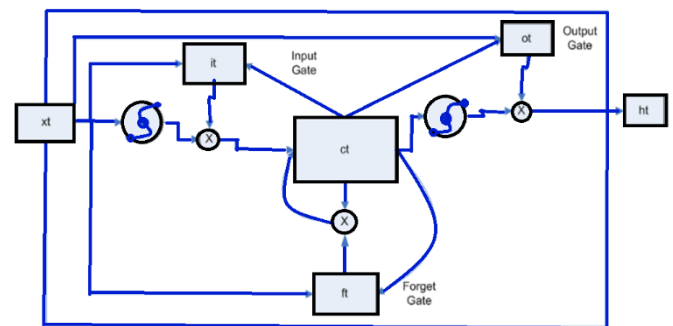 Output
Gate
ot
it
Input
Gate
xt
X
X
ht
ct
X
ft
Forget
Gate